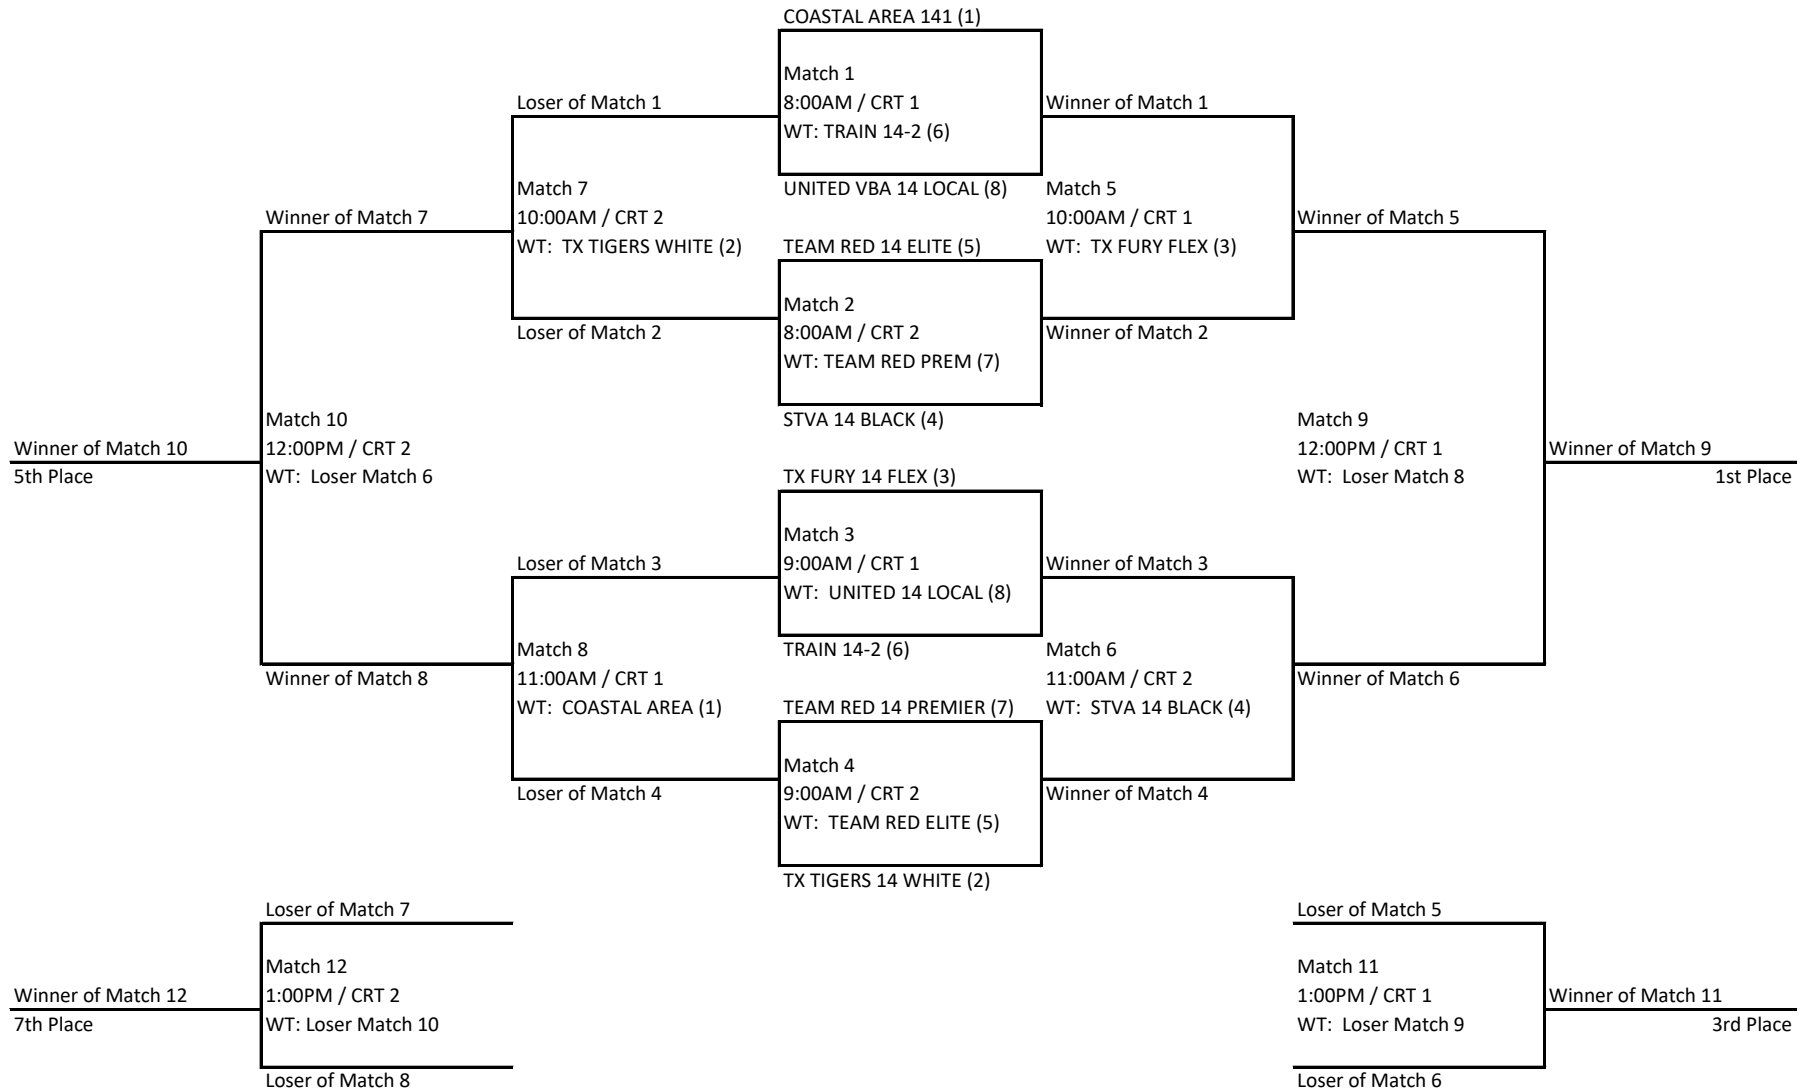 COASTAL AREA 141 (1)
Match 1
Loser of Match 1
8:00AM / CRT 1
Winner of Match 1
WT: TRAIN 14-2 (6)
Match 7
UNITED VBA 14 LOCAL (8)
Match 5
Winner of Match 7
10:00AM / CRT 2
10:00AM / CRT 1
Winner of Match 5
WT:  TX TIGERS WHITE (2)
TEAM RED 14 ELITE (5)
WT:  TX FURY FLEX (3)
Match 2
Loser of Match 2
8:00AM / CRT 2
Winner of Match 2
WT: TEAM RED PREM (7)
Match 10
STVA 14 BLACK (4)
Match 9
Winner of Match 10
12:00PM / CRT 2
12:00PM / CRT 1
Winner of Match 9
5th Place
WT:  Loser Match 6
TX FURY 14 FLEX (3)
WT:  Loser Match 8
1st Place
Match 3
Loser of Match 3
9:00AM / CRT 1
Winner of Match 3
WT:  UNITED 14 LOCAL (8)
Match 8
TRAIN 14-2 (6)
Match 6
Winner of Match 8
11:00AM / CRT 1
11:00AM / CRT 2
Winner of Match 6
WT:  COASTAL AREA (1)
TEAM RED 14 PREMIER (7)
WT:  STVA 14 BLACK (4)
Match 4
Loser of Match 4
9:00AM / CRT 2
Winner of Match 4
WT:  TEAM RED ELITE (5)
TX TIGERS 14 WHITE (2)
Loser of Match 7
Loser of Match 5
Match 12
Match 11
Winner of Match 12
1:00PM / CRT 2
1:00PM / CRT 1
Winner of Match 11
7th Place
WT: Loser Match 10
WT:  Loser Match 9
3rd Place
Loser of Match 8
Loser of Match 6